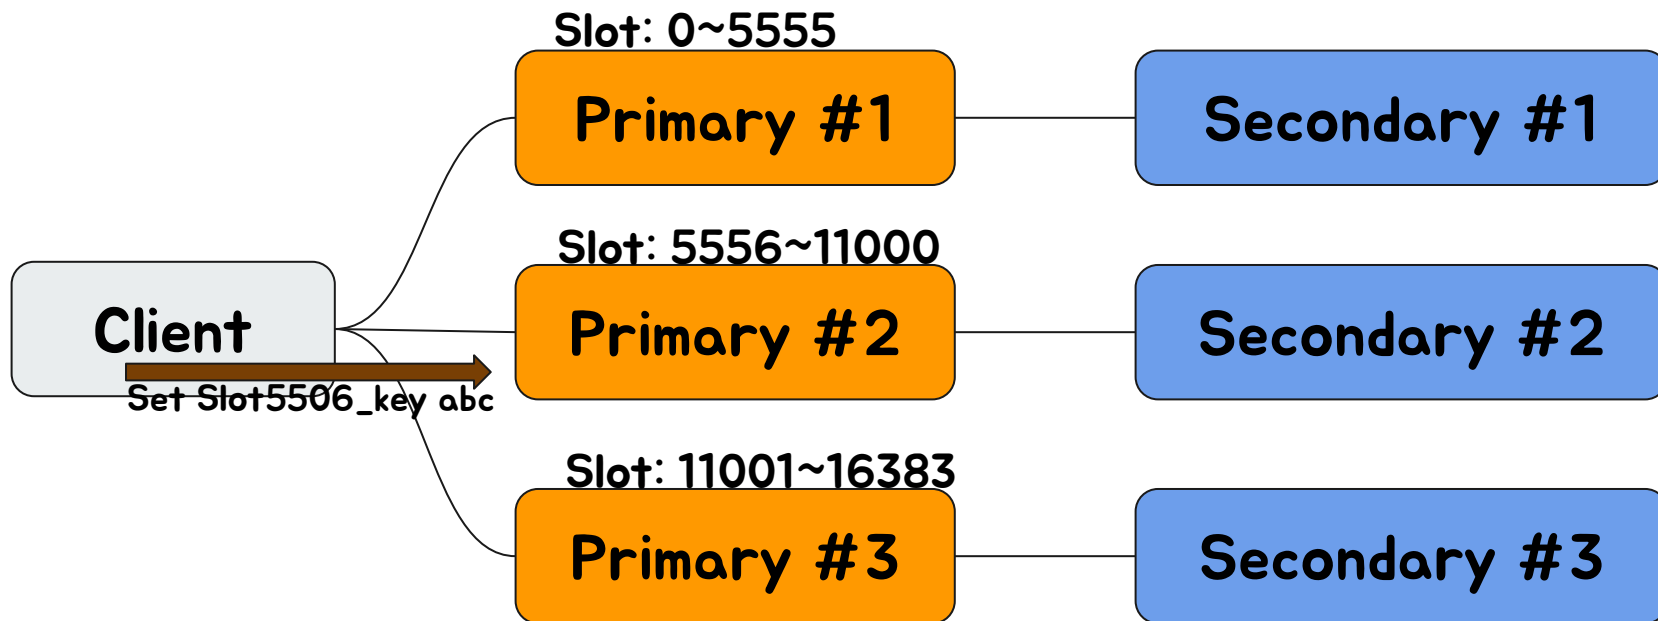 Slot: 0~5555
Primary #1
Secondary #1
Slot: 5556~11000
Client
Primary #2
Secondary #2
Set Slot5506_key abc
Slot: 11001~16383
Primary #3
Secondary #3